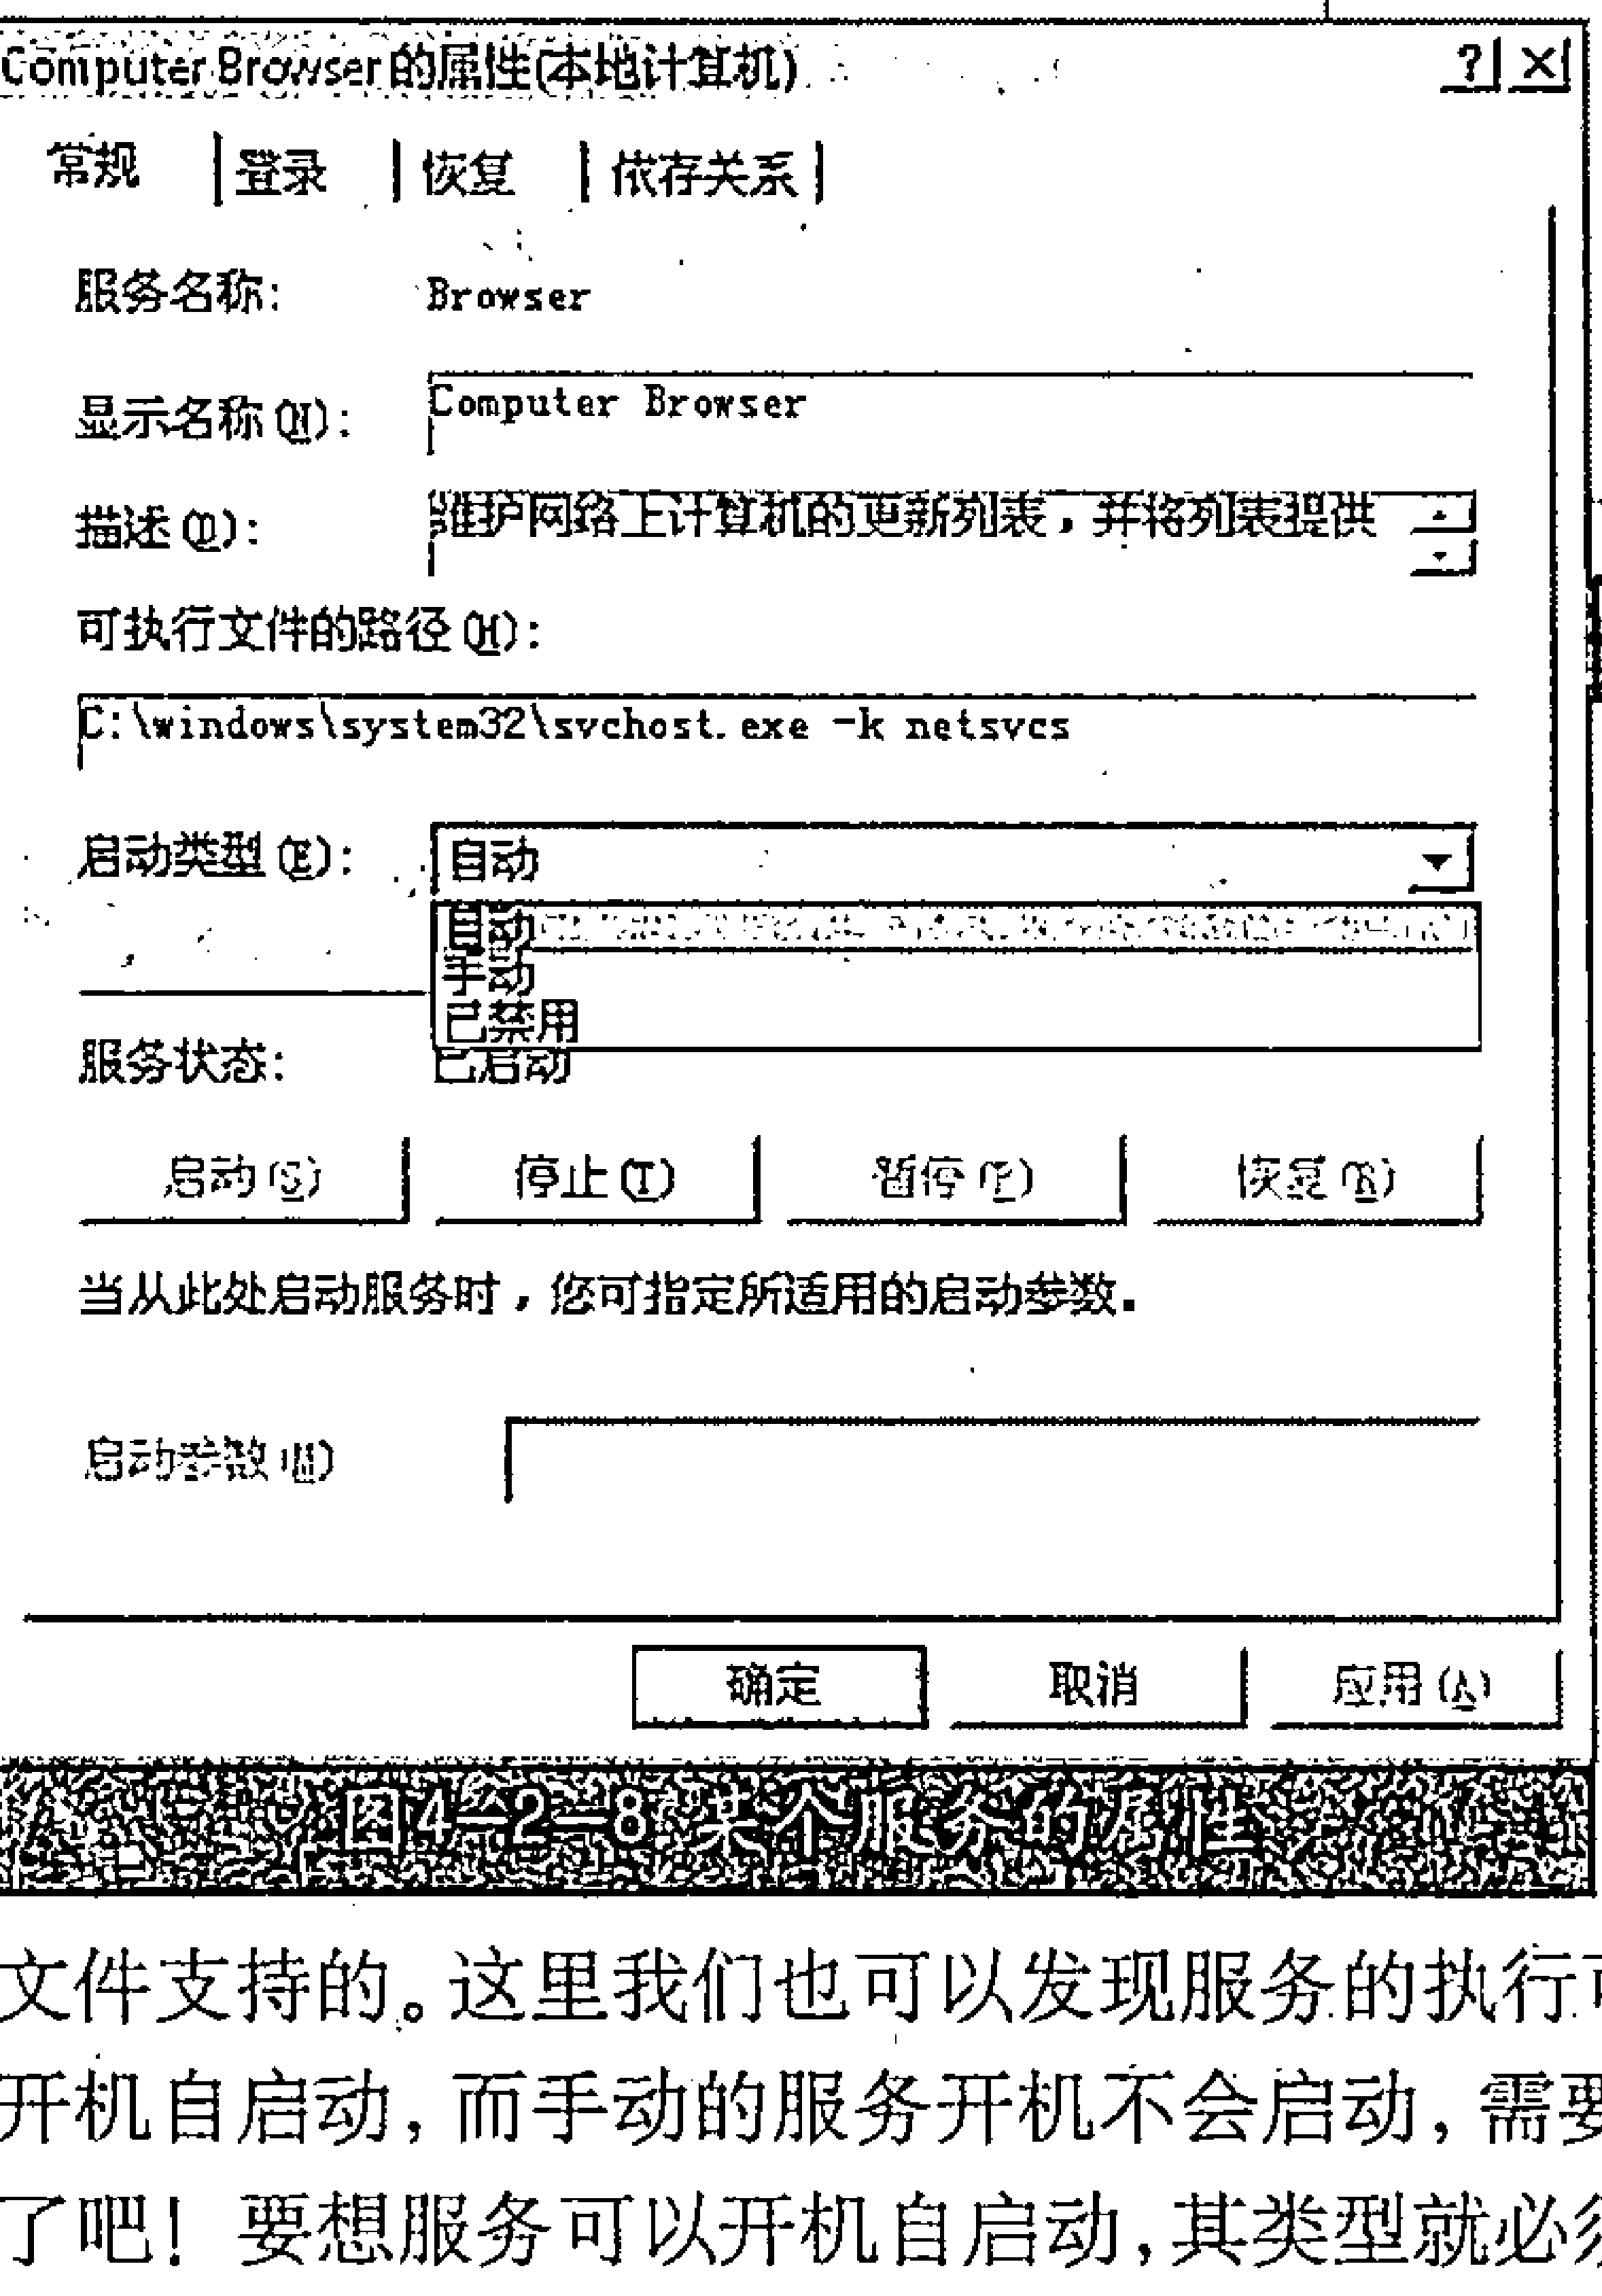 Computer Browser 的属性(本地计算机)
常规 登录 恢复 依存关系
服务名称: Browser
显示名称(N): Computer Browser
描述(D): 维护网络上计算机的更新列表，并将列表提供
可执行文件的路径(H):
C:\windows\system32\svchost.exe -k netsvcs
启动类型(E): 自动
自动
手动
已禁用
服务状态: 已启动
启动(S) 停止(T) 暂停(P) 恢复(R)
当从此处启动服务时，您可指定所适用的启动参数。
启动参数(M)
确定 取消 应用(A)
图4-2-8 某个服务的属性
文件支持的。这里我们也可以发现服务的执行
开机自启动，而手动的服务开机不会启动，需要
了吧！要想服务可以开机自启动，其类型就必须